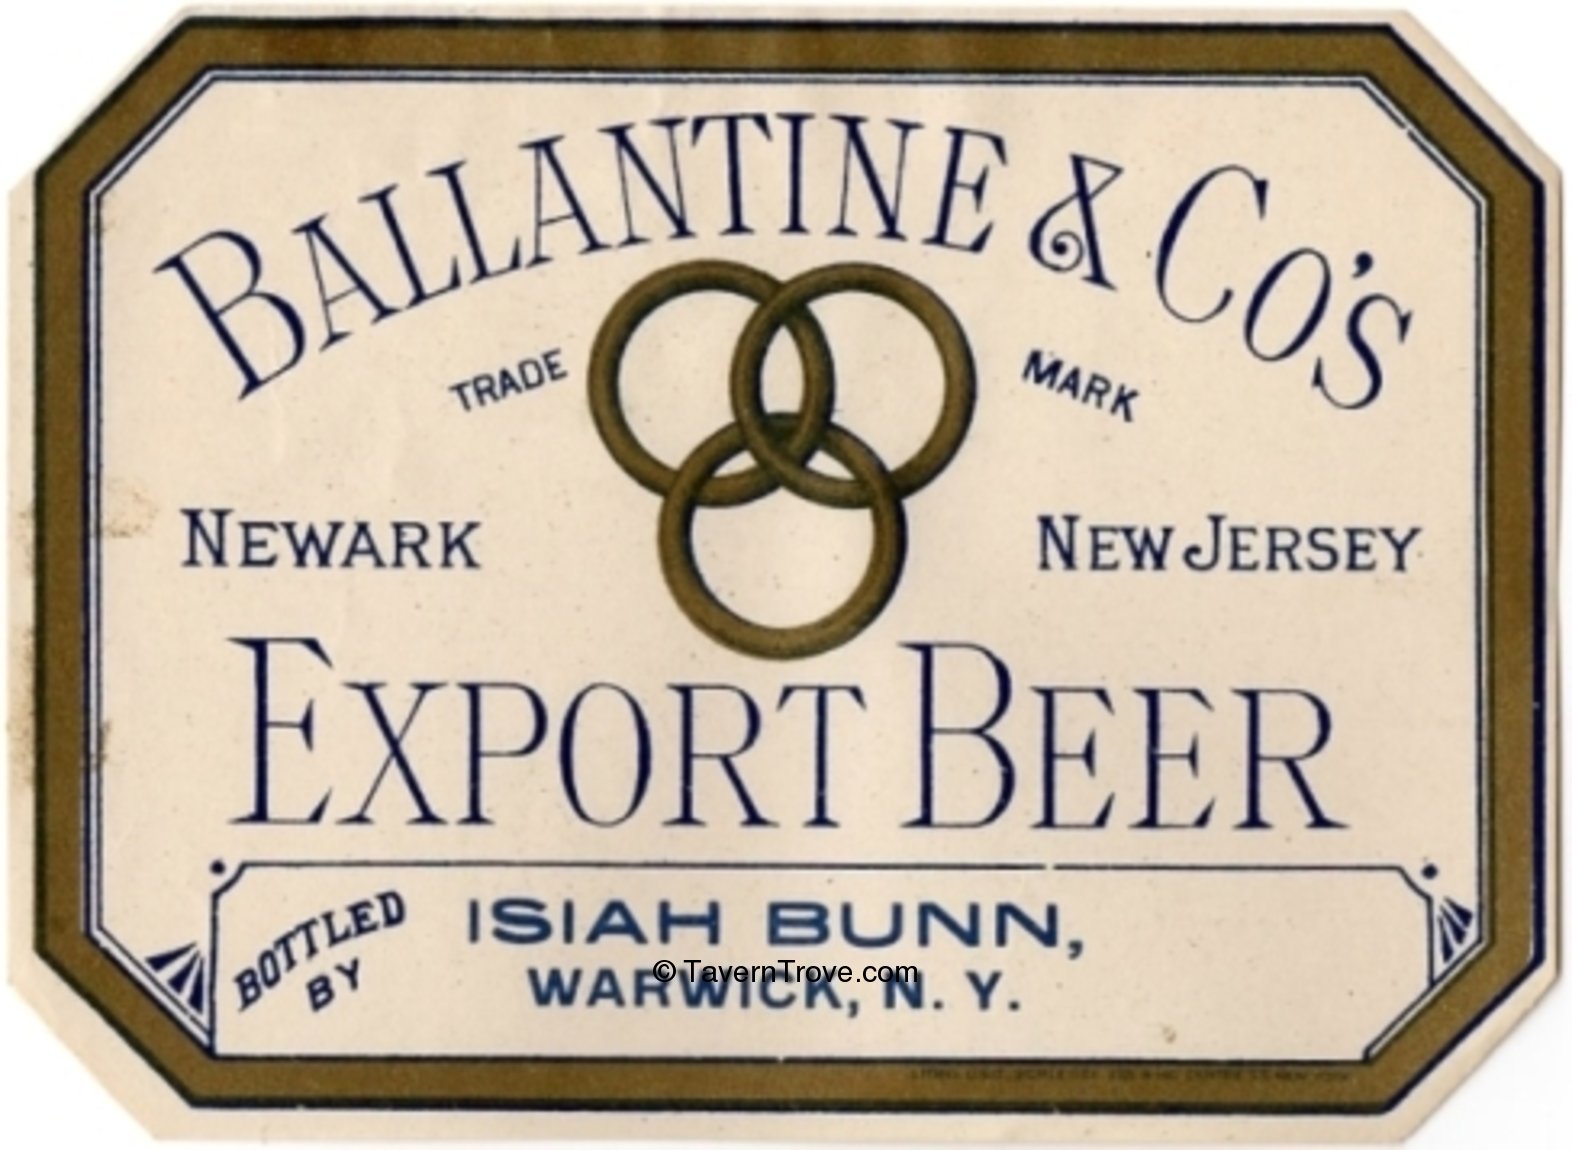 BALLANTINE & CO'S
TRADE MARK
NEWARK NEW JERSEY
EXPORT BEER
BOTTLED BY
ISIAH BUNN,
WARWICK, N. Y.
© TavernTrove.com